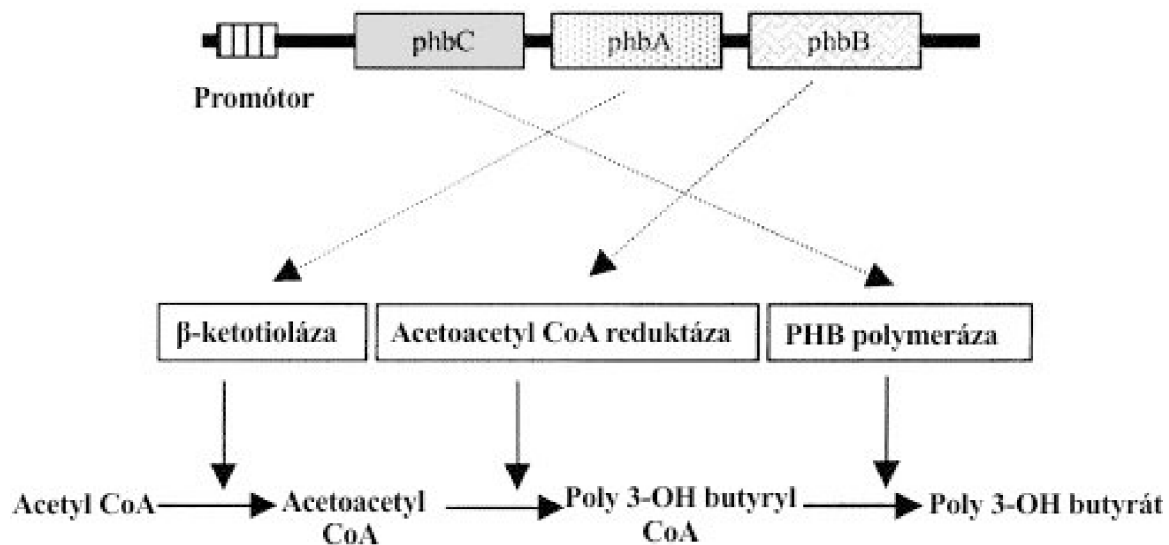 phbC phbA phbB
Promótor
β-ketotioláza Acetoacetyl CoA reduktáza PHB polymeráza
Acetyl CoA Acetoacetyl CoA Poly 3-OH butyryl CoA Poly 3-OH butyrát